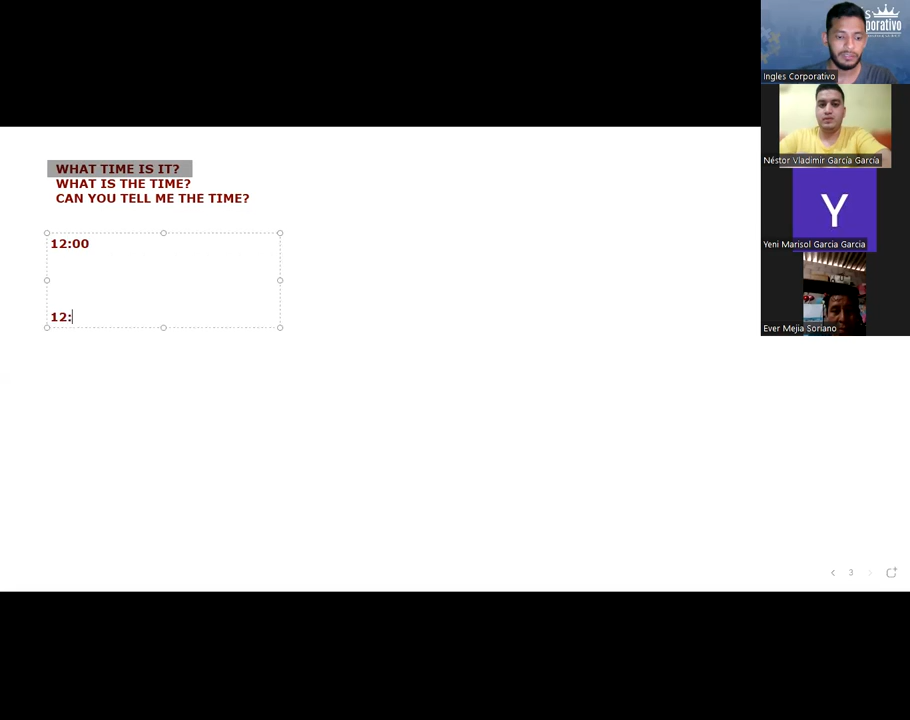 WHAT TIME IS IT?
WHAT IS THE TIME?
CAN YOU TELL ME THE TIME?
12:00
12:
Ingles Corporativo
Néstor Vladimir García García
Y
Yeni Marisol Garcia Garcia
Ever Mejia Soriano
3